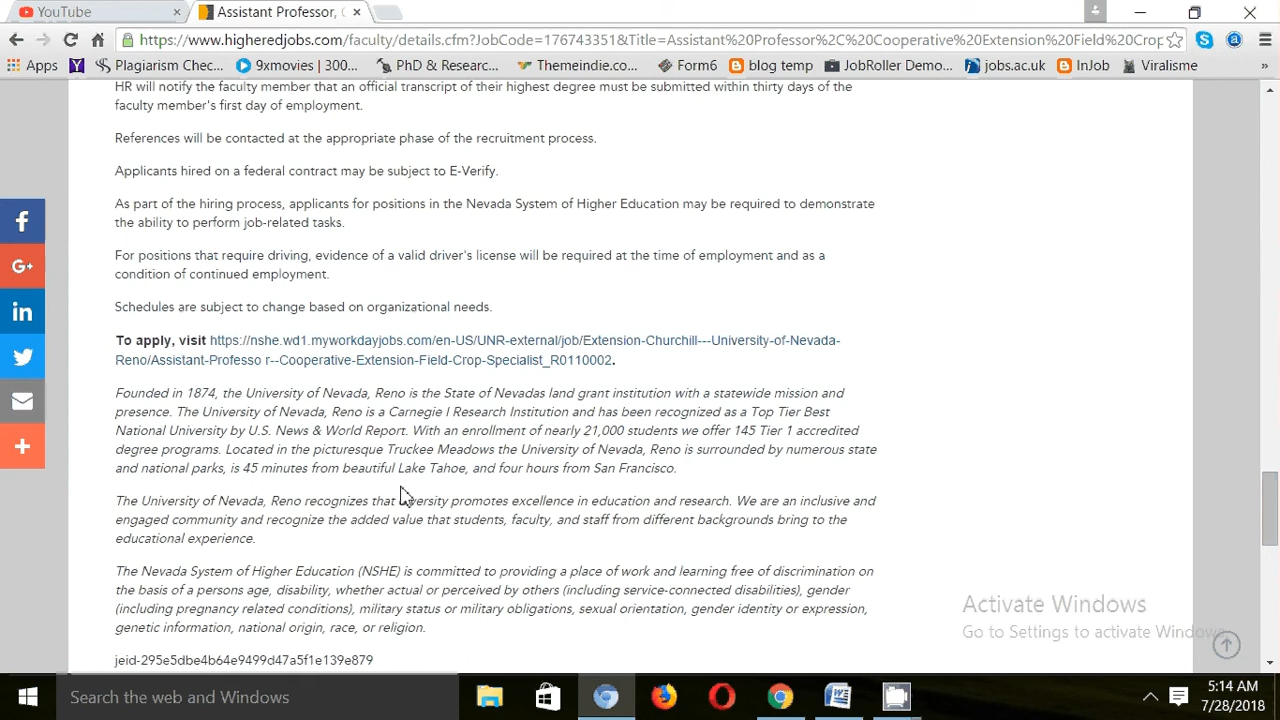 YouTube
Assistant Professor, C
https://www.higheredjobs.com/faculty/details.cfm?JobCode=176743351&Title=Assistant%20Professor%2C%20Cooperative%20Extension%20Field%20Crop
Apps
Plagiarism Chec...
9xmovies | 300...
PhD & Researc...
Themeindie.co...
Form6
blog temp
JobRoller Demo...
jobs.ac.uk
InJob
Viralisme
»
HR will notify the faculty member that an official transcript of their highest degree must be submitted within thirty days of the
faculty member's first day of employment.
References will be contacted at the appropriate phase of the recruitment process.
Applicants hired on a federal contract may be subject to E-Verify.
As part of the hiring process, applicants for positions in the Nevada System of Higher Education may be required to demonstrate
the ability to perform job-related tasks.
For positions that require driving, evidence of a valid driver's license will be required at the time of employment and as a
condition of continued employment.
Schedules are subject to change based on organizational needs.
To apply, visit https://nshe.wd1.myworkdayjobs.com/en-US/UNR-external/job/Extension-Churchill---University-of-Nevada-
Reno/Assistant-Professo r--Cooperative-Extension-Field-Crop-Specialist_R0110002.
Founded in 1874, the University of Nevada, Reno is the State of Nevadas land grant institution with a statewide mission and
presence. The University of Nevada, Reno is a Carnegie I Research Institution and has been recognized as a Top Tier Best
National University by U.S. News & World Report. With an enrollment of nearly 21,000 students we offer 145 Tier 1 accredited
degree programs. Located in the picturesque Truckee Meadows the University of Nevada, Reno is surrounded by numerous state
and national parks, is 45 minutes from beautiful Lake Tahoe, and four hours from San Francisco.
The University of Nevada, Reno recognizes that diversity promotes excellence in education and research. We are an inclusive and
engaged community and recognize the added value that students, faculty, and staff from different backgrounds bring to the
educational experience.
The Nevada System of Higher Education (NSHE) is committed to providing a place of work and learning free of discrimination on
the basis of a persons age, disability, whether actual or perceived by others (including service-connected disabilities), gender
(including pregnancy related conditions), military status or military obligations, sexual orientation, gender identity or expression,
genetic information, national origin, race, or religion.
jeid-295e5dbe4b64e9499d47a5f1e139e879
Activate Windows
Go to Settings to activate Windows.
Search the web and Windows
5:14 AM
7/28/2018